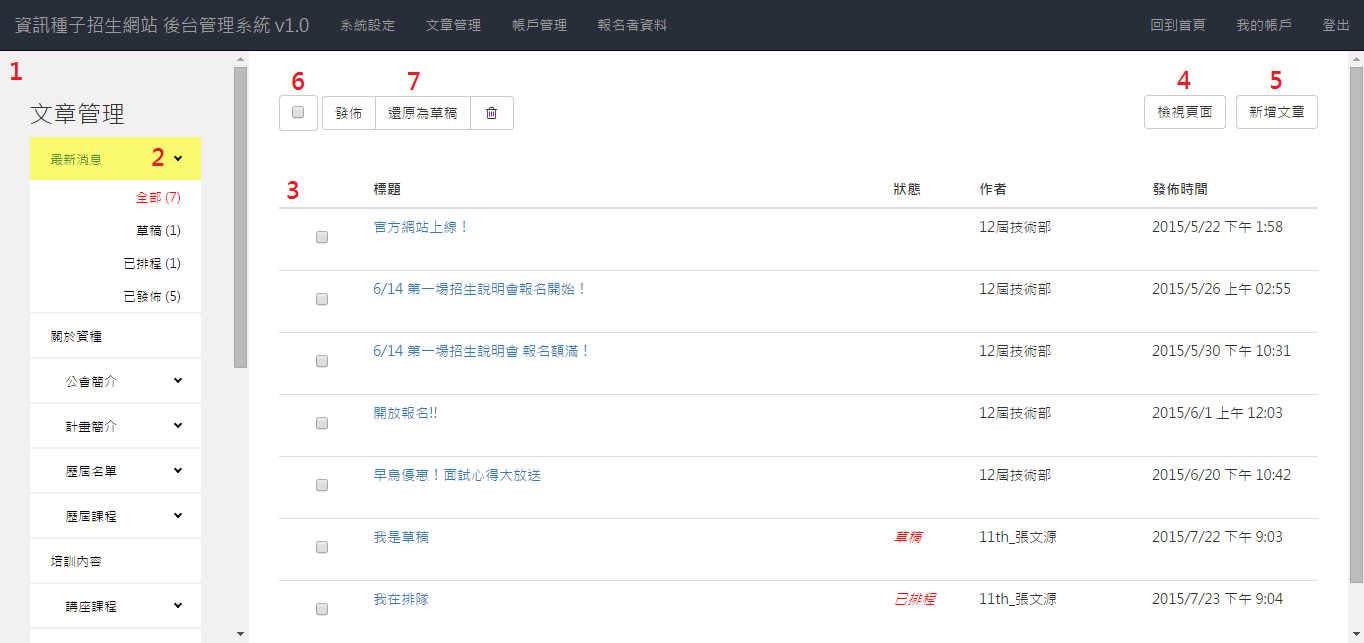 資訊種子招生網站 後台管理系統 v1.0 系統設定 文章管理 帳戶管理 報名者資料 回到首頁 我的帳戶 登出
1
文章管理
最新消息 2
全部 (7)
草稿 (1)
已排程 (1)
已發佈 (5)
關於資種
公會簡介
計畫簡介
歷屆名單
歷屆課程
培訓內容
講座課程
6 7 4 5
發佈 還原為草稿 檢視頁面 新增文章
3 標題 狀態 作者 發佈時間
官方網站上線！ 12屆技術部 2015/5/22 下午 1:58
6/14 第一場招生說明會報名開始！ 12屆技術部 2015/5/26 上午 02:55
6/14 第一場招生說明會 報名額滿！ 12屆技術部 2015/5/30 下午 10:31
開放報名!! 12屆技術部 2015/6/1 上午 12:03
早鳥優惠！面試心得大放送 12屆技術部 2015/6/20 下午 10:42
我是草稿 草稿 11th_張文源 2015/7/22 下午 9:03
我在排隊 已排程 11th_張文源 2015/7/23 下午 9:04